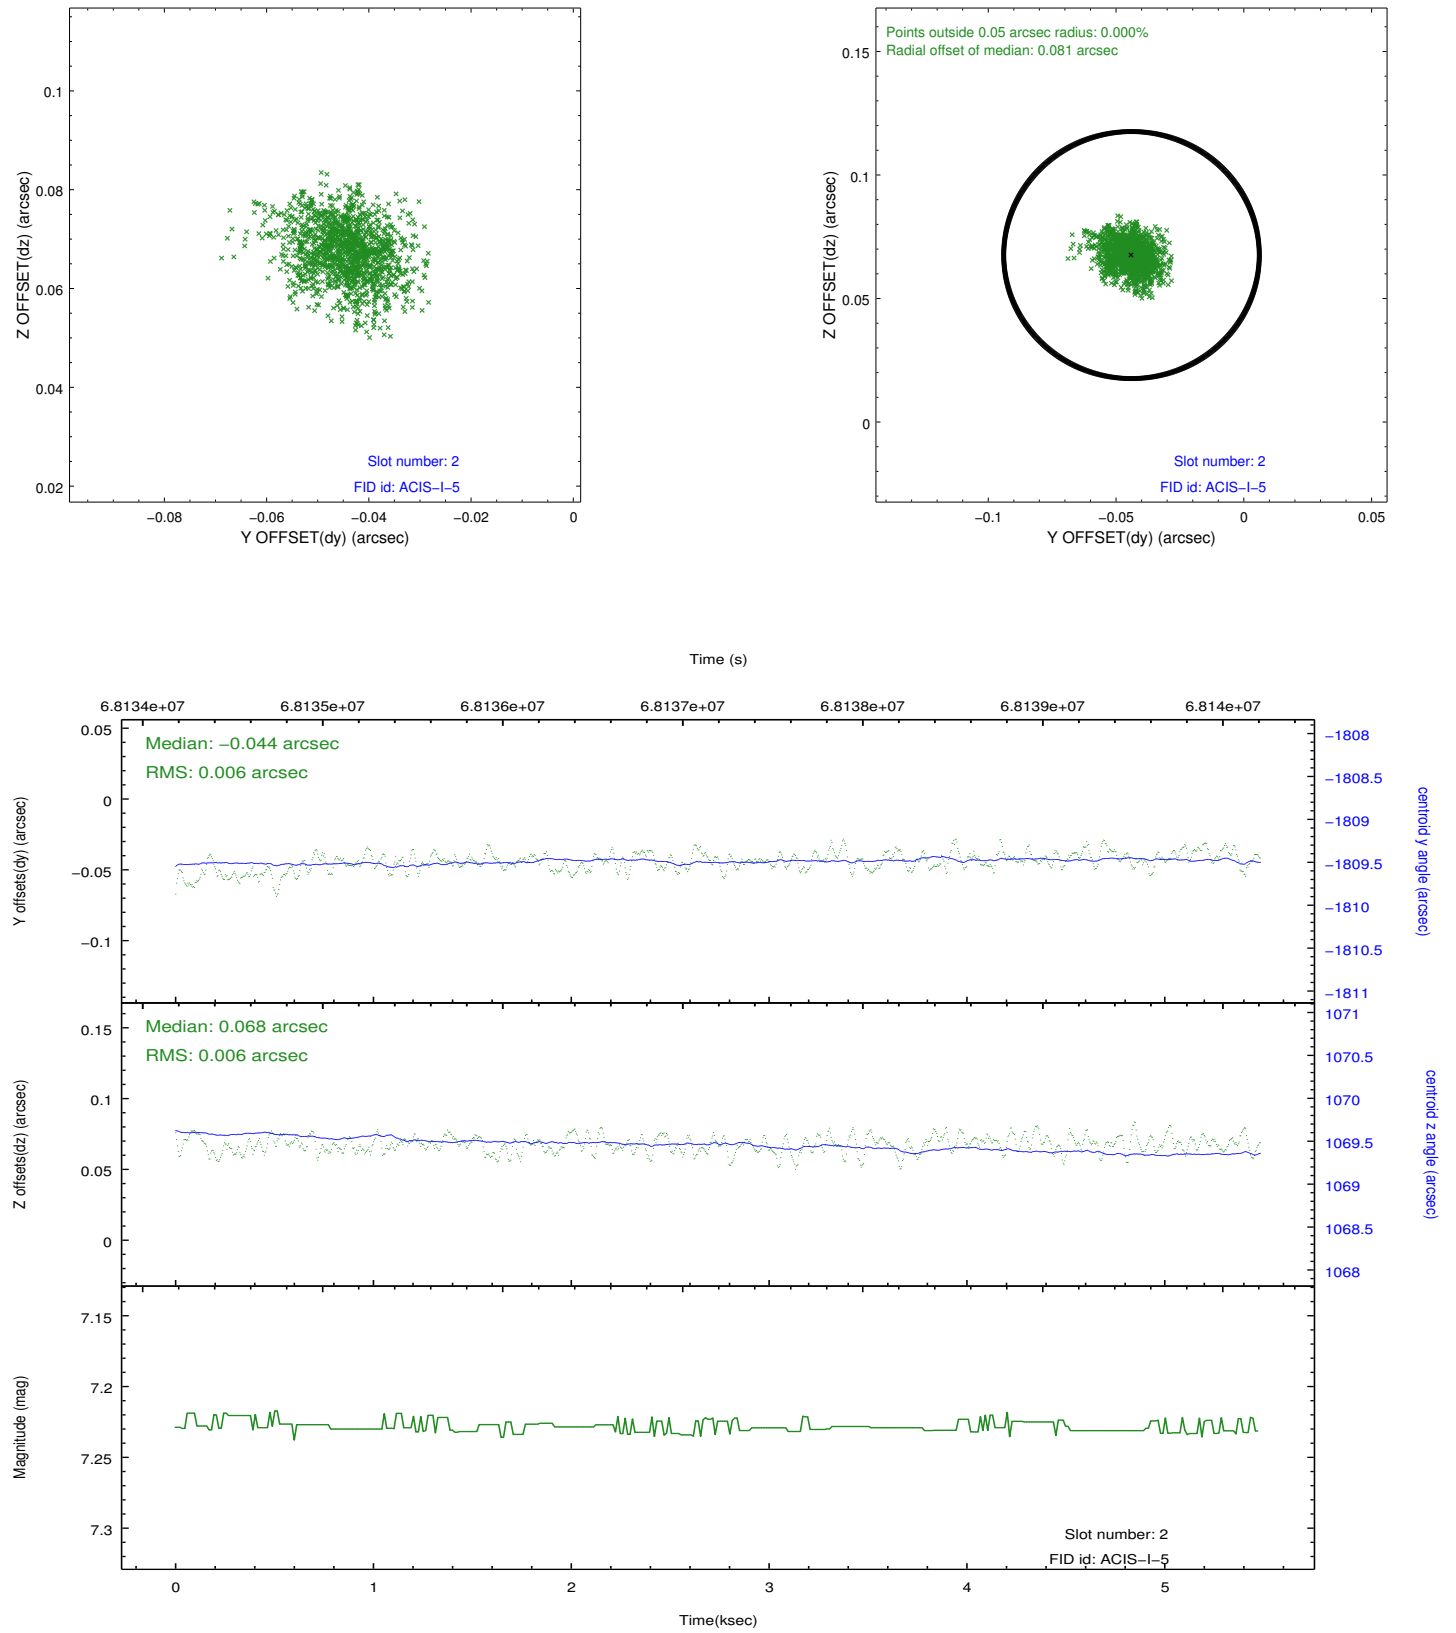 0.1
0.08
0.06
0.04
0.02
Z OFFSET(dz) (arcsec)
Slot number: 2
FID id: ACIS−I−5
−0.08 −0.06 −0.04 −0.02 0
Y OFFSET(dy) (arcsec)
Points outside 0.05 arcsec radius: 0.000%
Radial offset of median: 0.081 arcsec
0.15
0.1
0.05
0
Z OFFSET(dz) (arcsec)
Slot number: 2
FID id: ACIS−I−5
−0.1 −0.05 0 0.05
Y OFFSET(dy) (arcsec)
Time (s)
6.8134e+07 6.8135e+07 6.8136e+07 6.8137e+07 6.8138e+07 6.8139e+07 6.814e+07
Median: −0.044 arcsec
RMS: 0.006 arcsec
0.05
0
−0.05
−0.1
Y offsets(dy) (arcsec)
−1808
−1808.5
−1809
−1809.5
−1810
−1810.5
−1811
centroid y angle (arcsec)
Median: 0.068 arcsec
RMS: 0.006 arcsec
0.15
0.1
0.05
0
Z offsets(dz) (arcsec)
1071
1070.5
1070
1069.5
1069
1068.5
1068
centroid z angle (arcsec)
7.15
7.2
7.25
7.3
Magnitude (mag)
Slot number: 2
FID id: ACIS−I−5
0 1 2 3 4 5
Time(ksec)